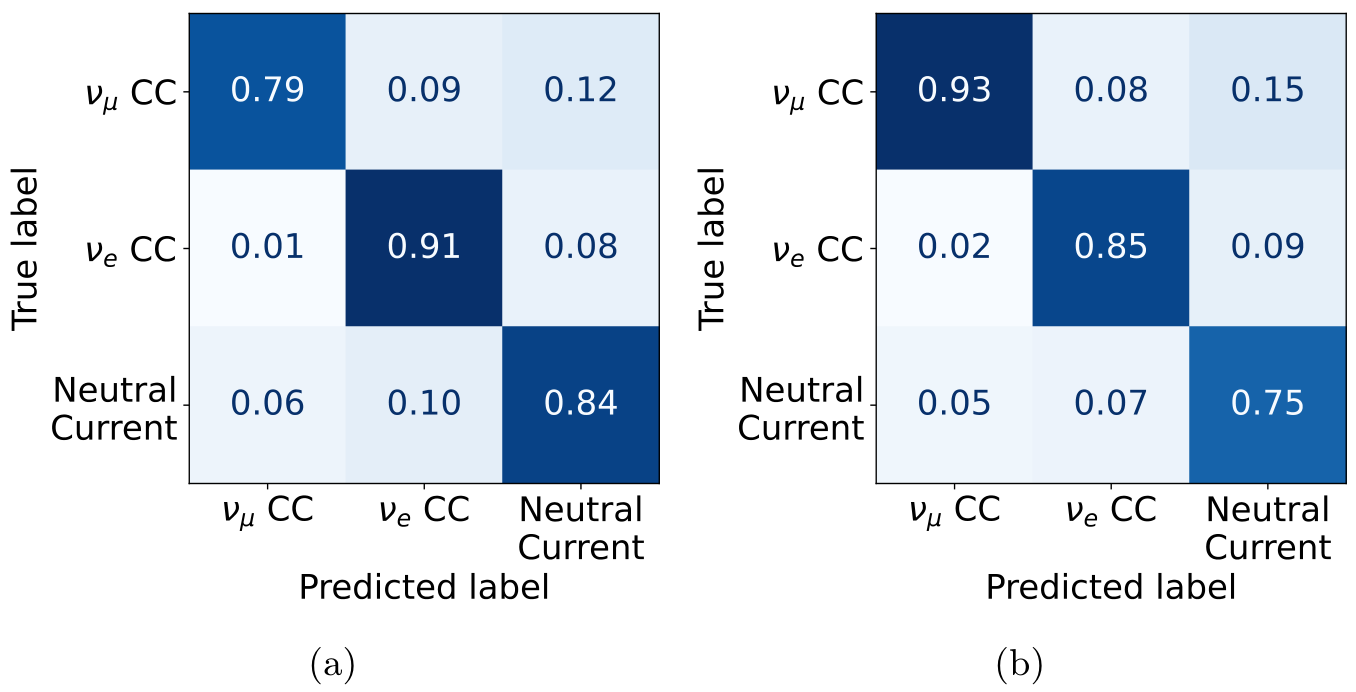 0.79 0.09 0.12
0.01 0.91 0.08
0.06 0.10 0.84
ν_μ CC
ν_e CC
Neutral
Current
True label
ν_μ CC ν_e CC Neutral
Current
Predicted label
(a)
0.93 0.08 0.15
0.02 0.85 0.09
0.05 0.07 0.75
ν_μ CC
ν_e CC
Neutral
Current
True label
ν_μ CC ν_e CC Neutral
Current
Predicted label
(b)